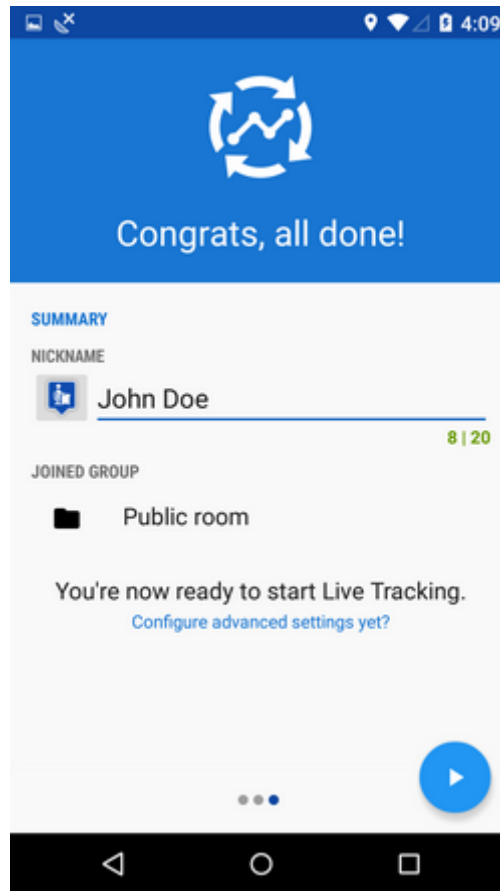 4:09
Congrats, all done!
SUMMARY
NICKNAME
John Doe
8 | 20
JOINED GROUP
Public room
You're now ready to start Live Tracking.
Configure advanced settings yet?